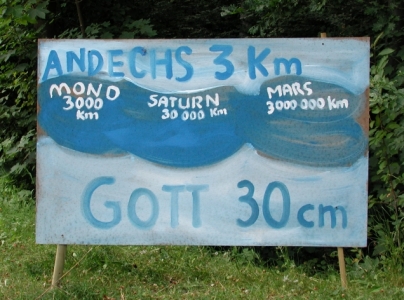 ANDECHS 3 Km
MOND 3000 Km
SATURN 30 000 Km
MARS 3 000 000 Km
GOTT 30 cm